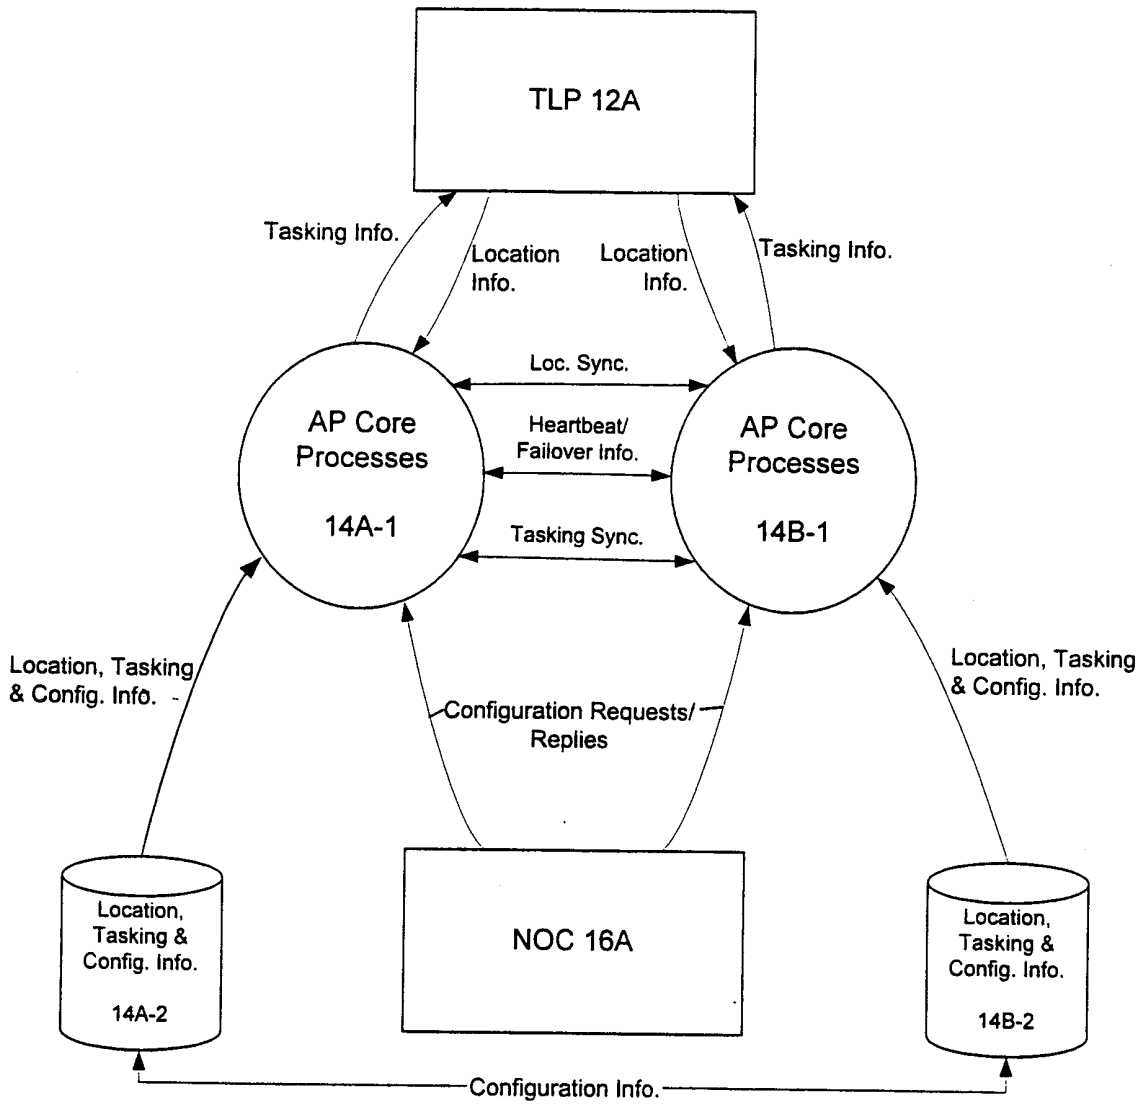 TLP 12A
Tasking Info.
Location
Info.
Location
Info.
Tasking Info.
Loc. Sync.
AP Core
Processes
14A-1
Heartbeat/
Failover Info.
AP Core
Processes
14B-1
Tasking Sync.
Location, Tasking
& Config. Info.
Location, Tasking
& Config. Info.
Configuration Requests/
Replies
Location,
Tasking &
Config. Info.
14A-2
NOC 16A
Location,
Tasking &
Config. Info.
14B-2
Configuration Info.